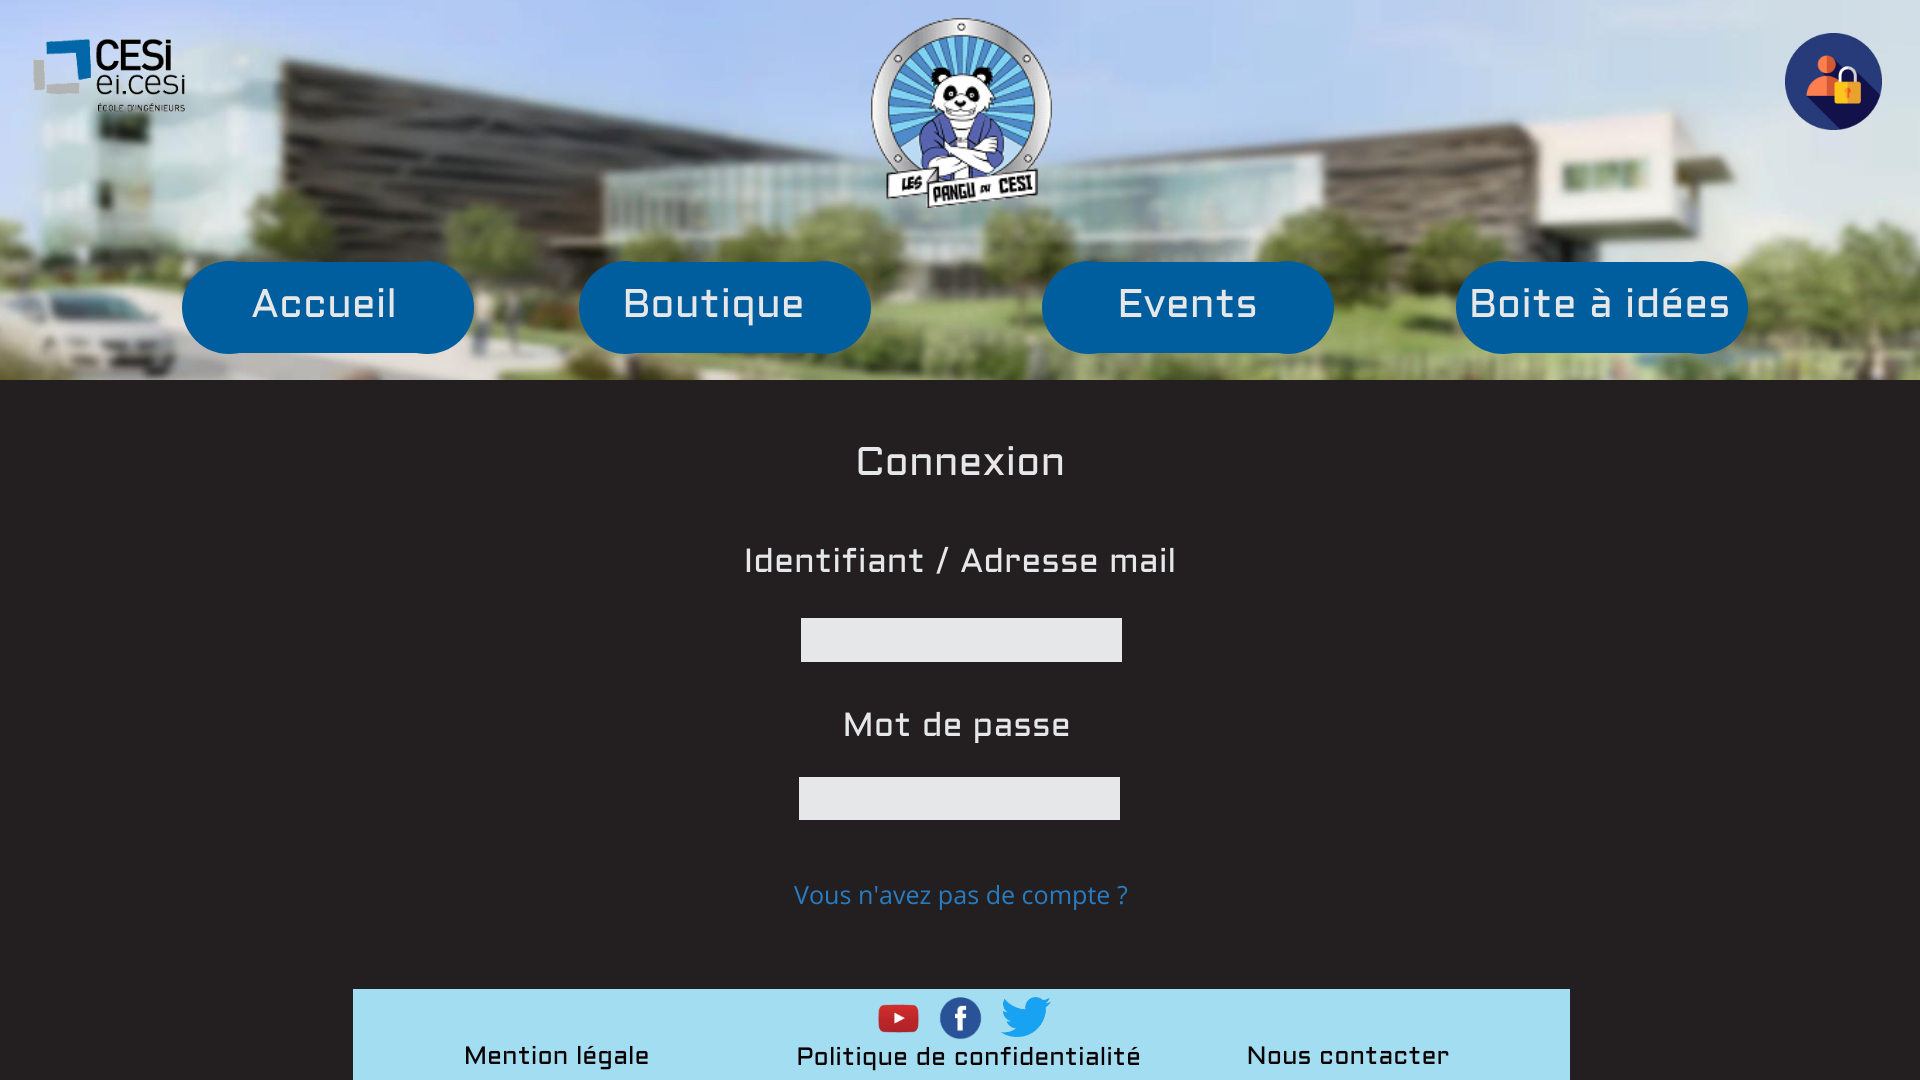 CESi
ei.cesi
ÉCOLE D'INGÉNIEURS
LES PANGU DU CESI
Accueil
Boutique
Events
Boite à idées
Connexion
Identifiant / Adresse mail
Mot de passe
Vous n'avez pas de compte ?
Mention légale
Politique de confidentialité
Nous contacter